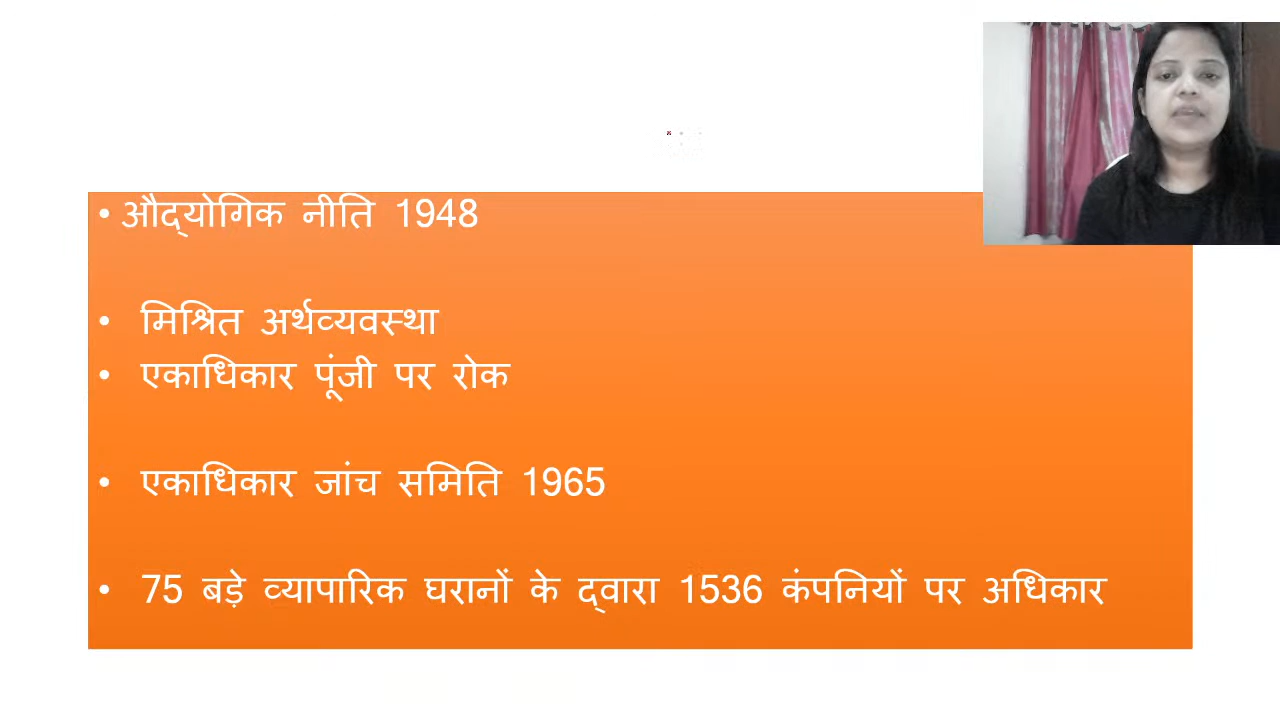 • औद्योगिक नीति 1948
• मिश्रित अर्थव्यवस्था
• एकाधिकार पूंजी पर रोक
• एकाधिकार जांच समिति 1965
• 75 बड़े व्यापारिक घरानों के द्वारा 1536 कंपनियों पर अधिकार